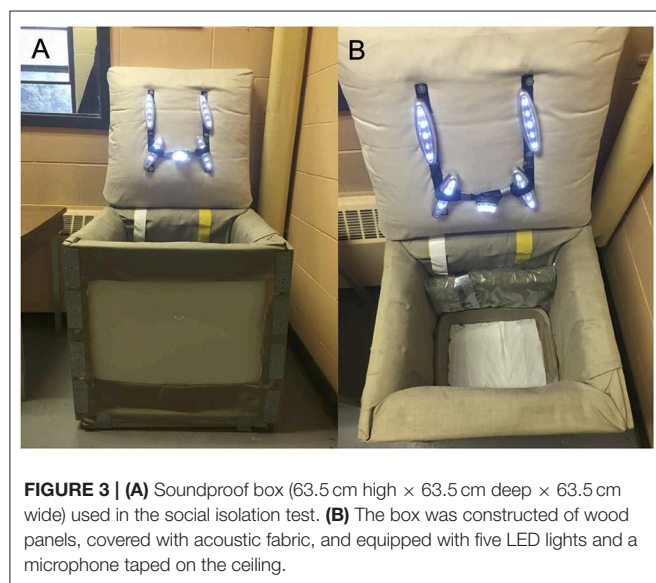 A
B
FIGURE 3 | (A) Soundproof box (63.5 cm high × 63.5 cm deep × 63.5 cm
wide) used in the social isolation test. (B) The box was constructed of wood
panels, covered with acoustic fabric, and equipped with five LED lights and a
microphone taped on the ceiling.